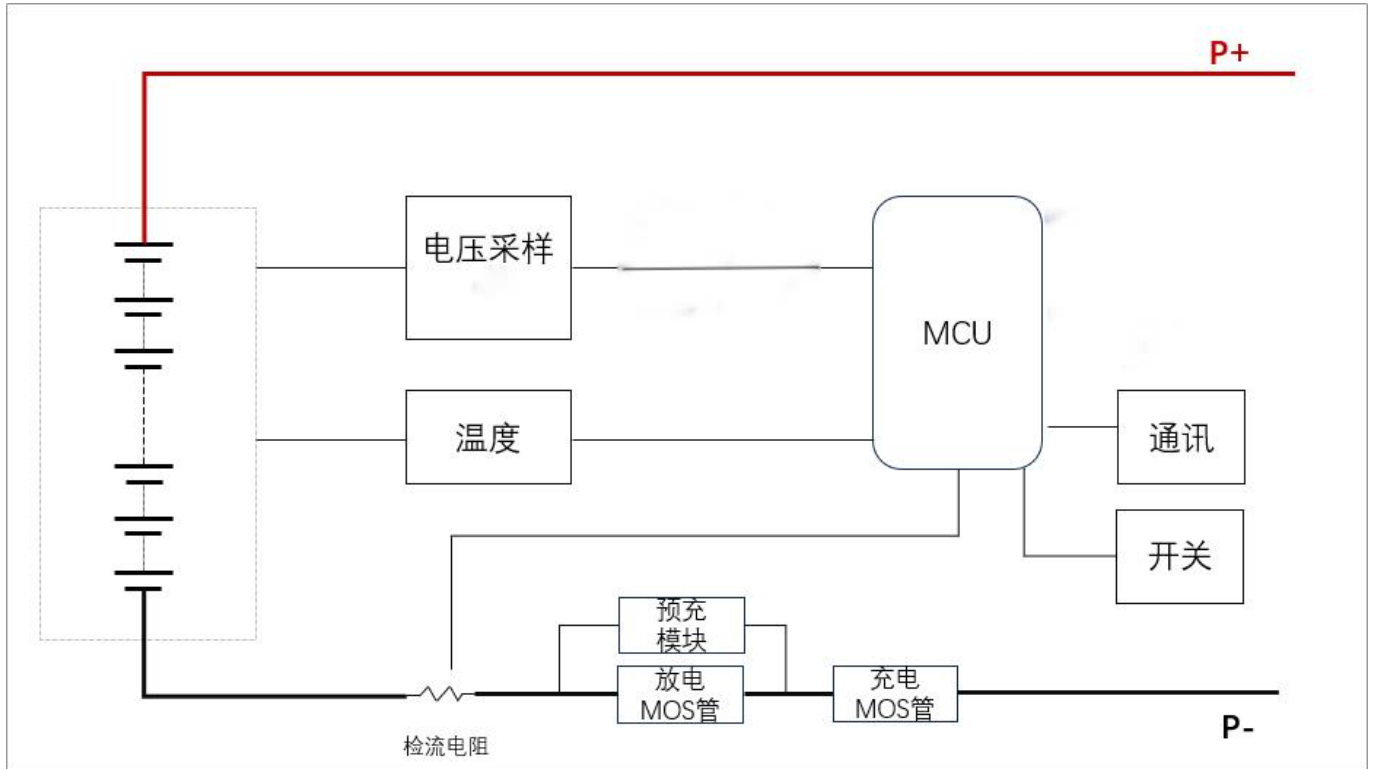 P+
电压采样
MCU
温度
通讯
开关
预充
模块
放电
MOS管
充电
MOS管
P-
检流电阻